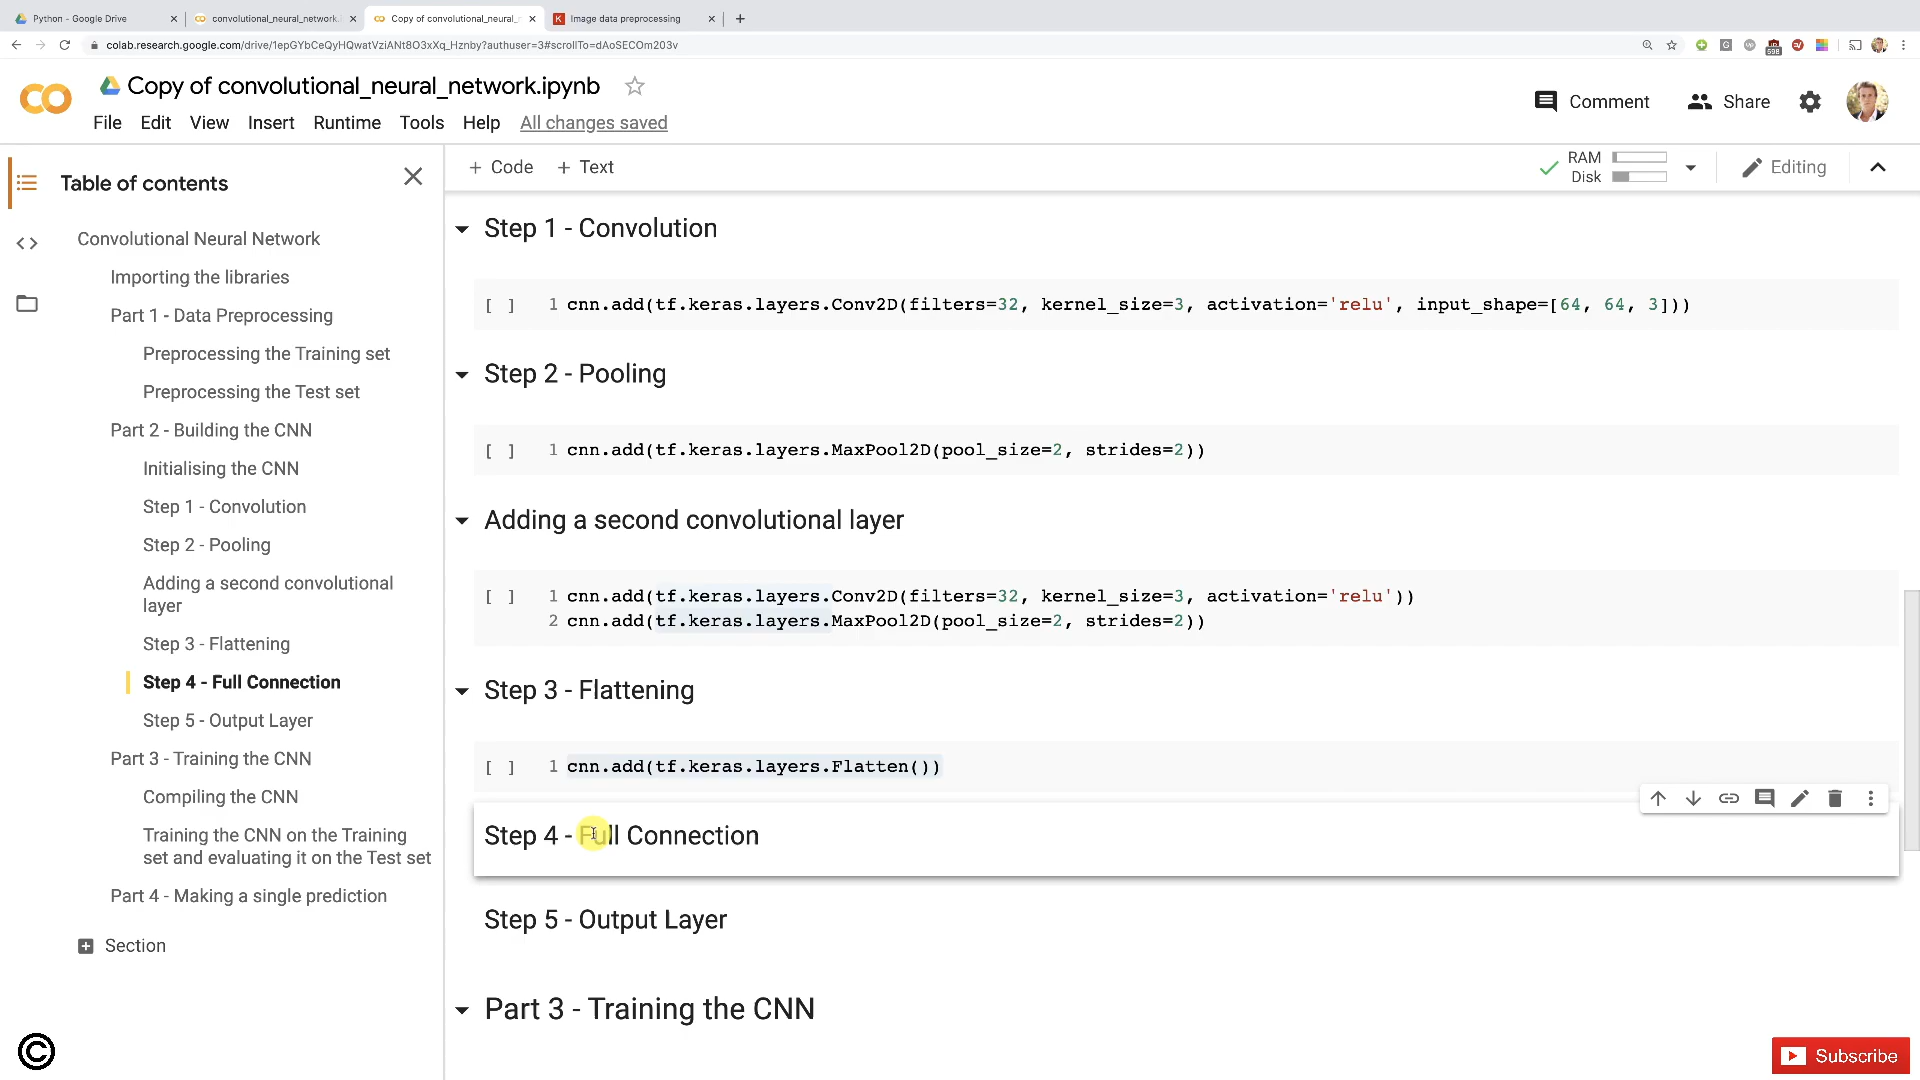 Python - Google Drive
convolutional_neural_network.
Copy of convolutional_neural_
Image data preprocessing
colab.research.google.com/drive/1epGYbCeQyHQwatVziANt8O3xXq_Hznby?authuser=3#scrollTo=dAoSECOm203v
Copy of convolutional_neural_network.ipynb
File Edit View Insert Runtime Tools Help All changes saved
Comment Share
Table of contents
+ Code + Text
RAM
Disk
Editing
Convolutional Neural Network
Importing the libraries
Part 1 - Data Preprocessing
Preprocessing the Training set
Preprocessing the Test set
Part 2 - Building the CNN
Initialising the CNN
Step 1 - Convolution
Step 2 - Pooling
Adding a second convolutional
layer
Step 3 - Flattening
Step 4 - Full Connection
Step 5 - Output Layer
Part 3 - Training the CNN
Compiling the CNN
Training the CNN on the Training
set and evaluating it on the Test set
Part 4 - Making a single prediction
Section
Step 1 - Convolution
[ ] 1 cnn.add(tf.keras.layers.Conv2D(filters=32, kernel_size=3, activation='relu', input_shape=[64, 64, 3]))
Step 2 - Pooling
[ ] 1 cnn.add(tf.keras.layers.MaxPool2D(pool_size=2, strides=2))
Adding a second convolutional layer
[ ] 1 cnn.add(tf.keras.layers.Conv2D(filters=32, kernel_size=3, activation='relu'))
2 cnn.add(tf.keras.layers.MaxPool2D(pool_size=2, strides=2))
Step 3 - Flattening
[ ] 1 cnn.add(tf.keras.layers.Flatten())
Step 4 - Full Connection
Step 5 - Output Layer
Part 3 - Training the CNN
©
Subscribe